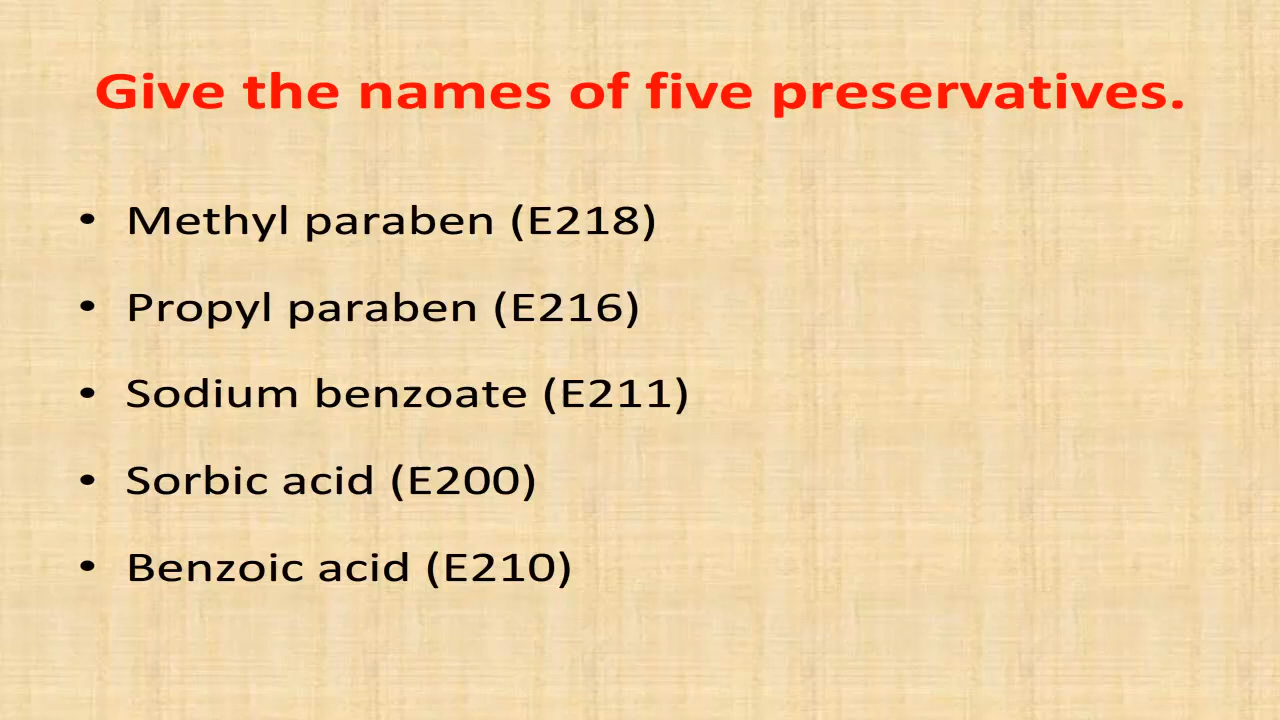 Give the names of five preservatives.
• Methyl paraben (E218)
• Propyl paraben (E216)
• Sodium benzoate (E211)
• Sorbic acid (E200)
• Benzoic acid (E210)